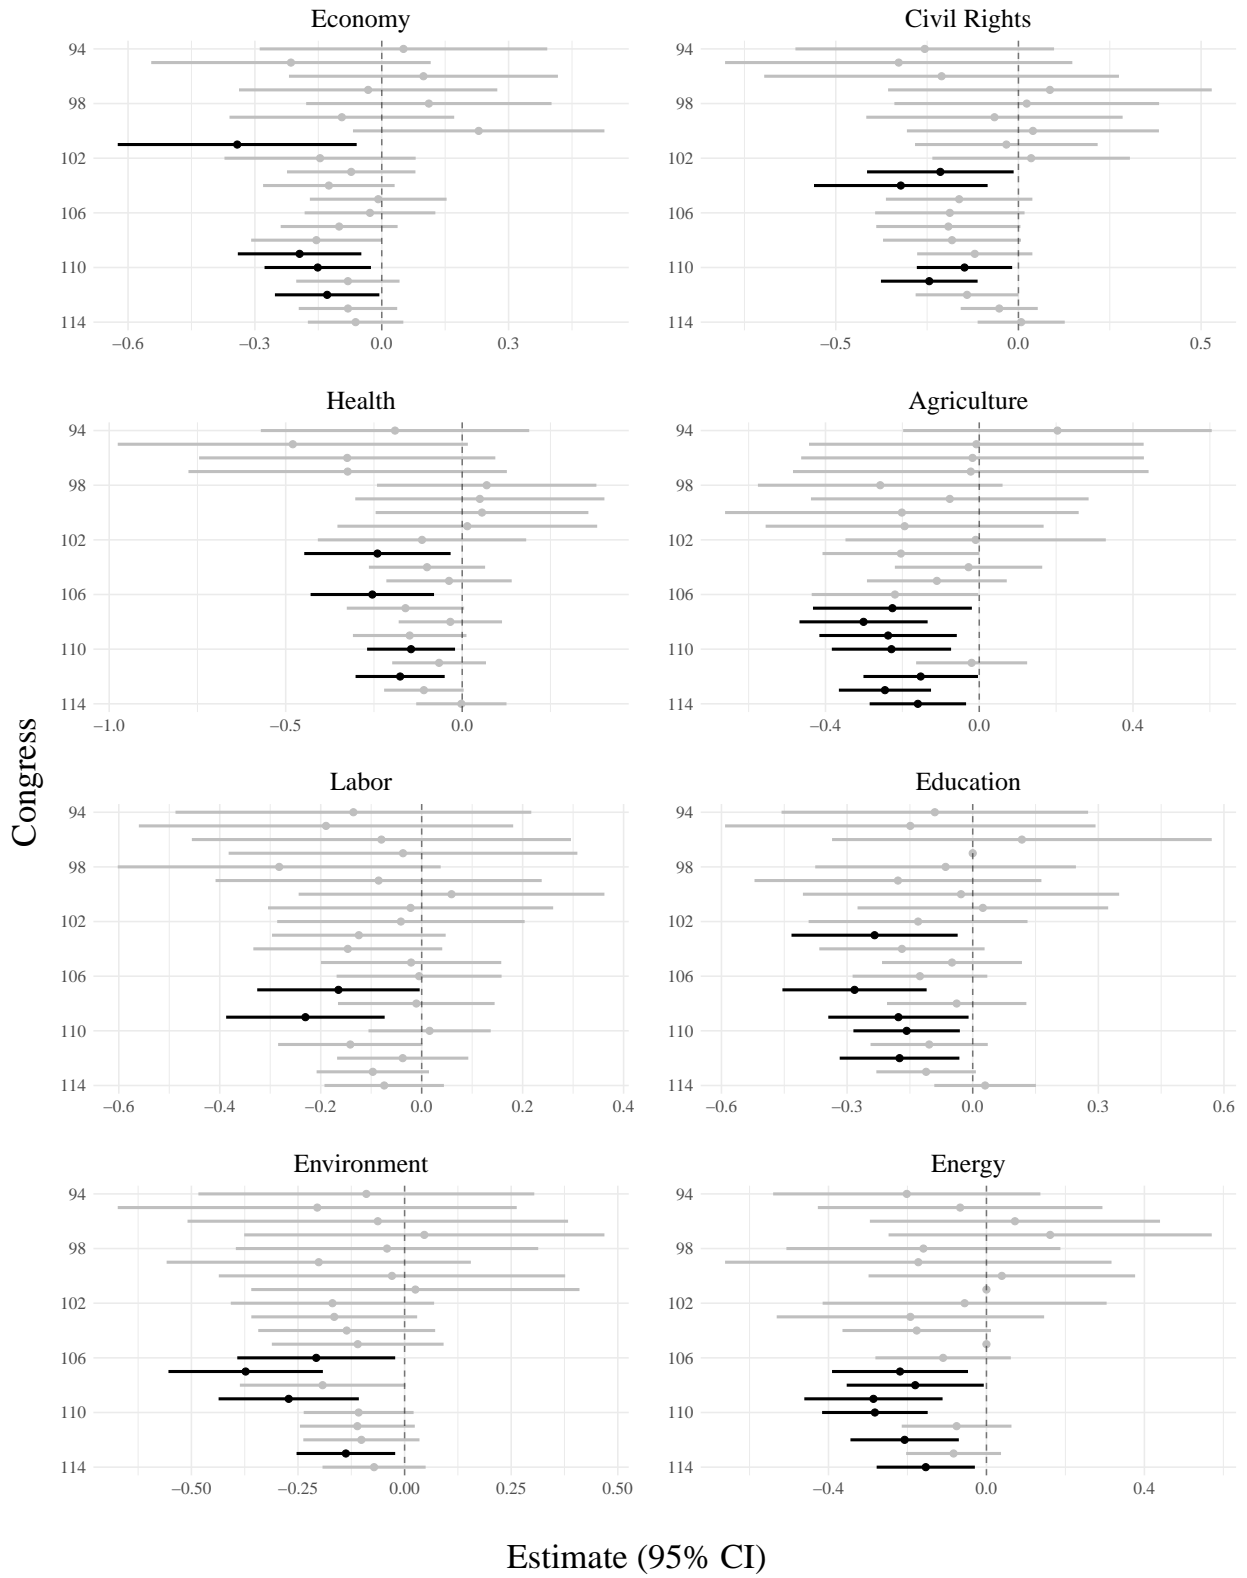 Economy
94
98
102
106
110
114
−0.6 −0.3 0.0 0.3
Civil Rights
94
98
102
106
110
114
−0.5 0.0 0.5
Health
94
98
102
106
110
114
−1.0 −0.5 0.0
Agriculture
94
98
102
106
110
114
−0.4 0.0 0.4
Labor
94
98
102
106
110
114
−0.6 −0.4 −0.2 0.0 0.2 0.4
Education
94
98
102
106
110
114
−0.6 −0.3 0.0 0.3 0.6
Environment
94
98
102
106
110
114
−0.50 −0.25 0.00 0.25 0.50
Energy
94
98
102
106
110
114
−0.4 0.0 0.4
Congress
Estimate (95% CI)